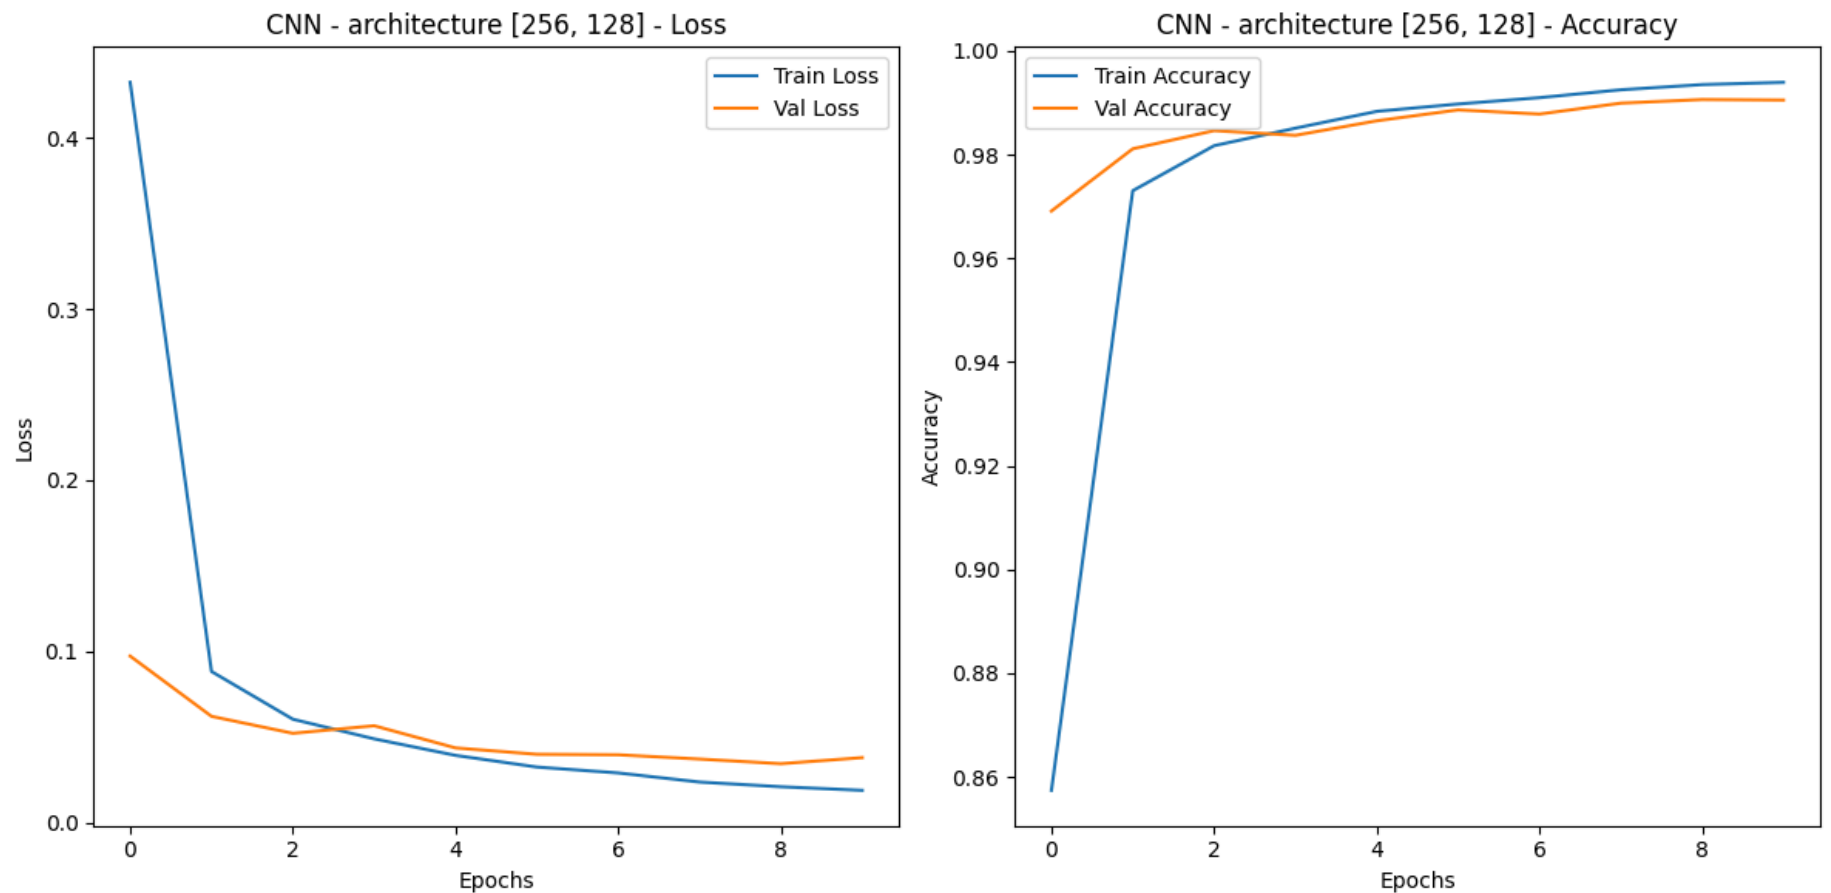 CNN - architecture [256, 128] - Loss
Train Loss
Val Loss
0.4
0.3
0.2
0.1
0.0
Loss
0 2 4 6 8
Epochs
CNN - architecture [256, 128] - Accuracy
Train Accuracy
Val Accuracy
1.00
0.98
0.96
0.94
0.92
0.90
0.88
0.86
Accuracy
0 2 4 6 8
Epochs